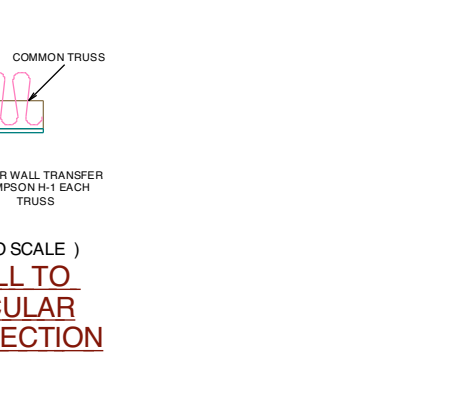 COMMON TRUSS
R WALL TRANSFER
MPSON H-1 EACH
TRUSS
O SCALE )
LL TO
CULAR
ECTION